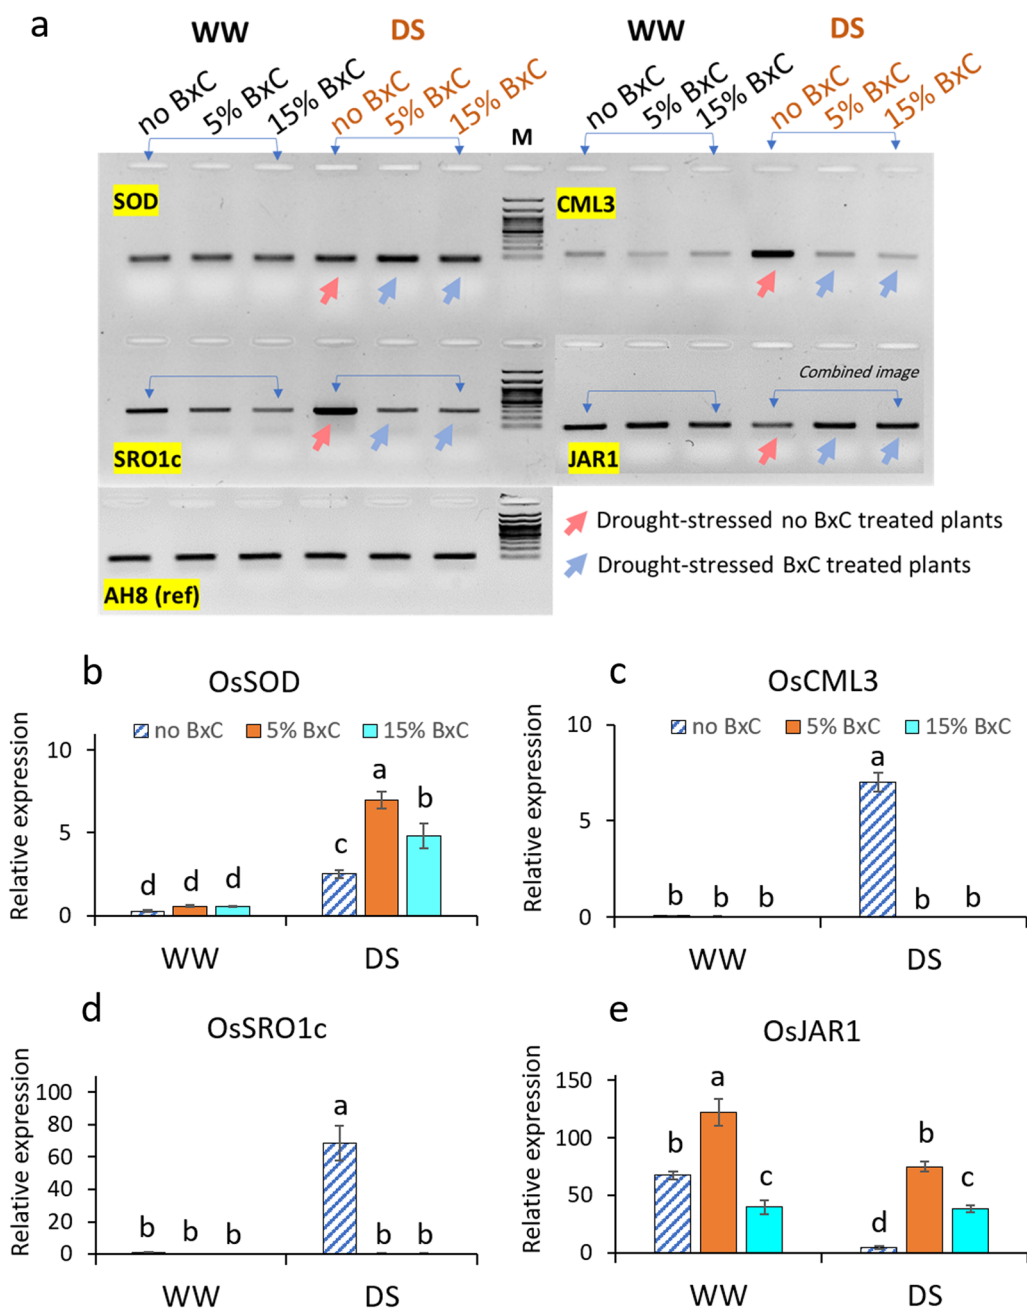 a
WW DS WW DS
no BxC 5% BxC 15% BxC no BxC 5% BxC 15% BxC M no BxC 5% BxC 15% BxC no BxC 5% BxC 15% BxC
SOD CML3
Combined image
SRO1c JAR1
AH8 (ref)
Drought-stressed no BxC treated plants
Drought-stressed BxC treated plants
b
OsSOD
no BxC 5% BxC 15% BxC
Relative expression
10
5
0
d d d c a b
WW DS
c
OsCML3
no BxC 5% BxC 15% BxC
Relative expression
10
5
0
b b b a b b
WW DS
d
OsSRO1c
Relative expression
100
80
60
40
20
0
b b b a b b
WW DS
e
OsJAR1
Relative expression
150
100
50
0
b a c d b c
WW DS